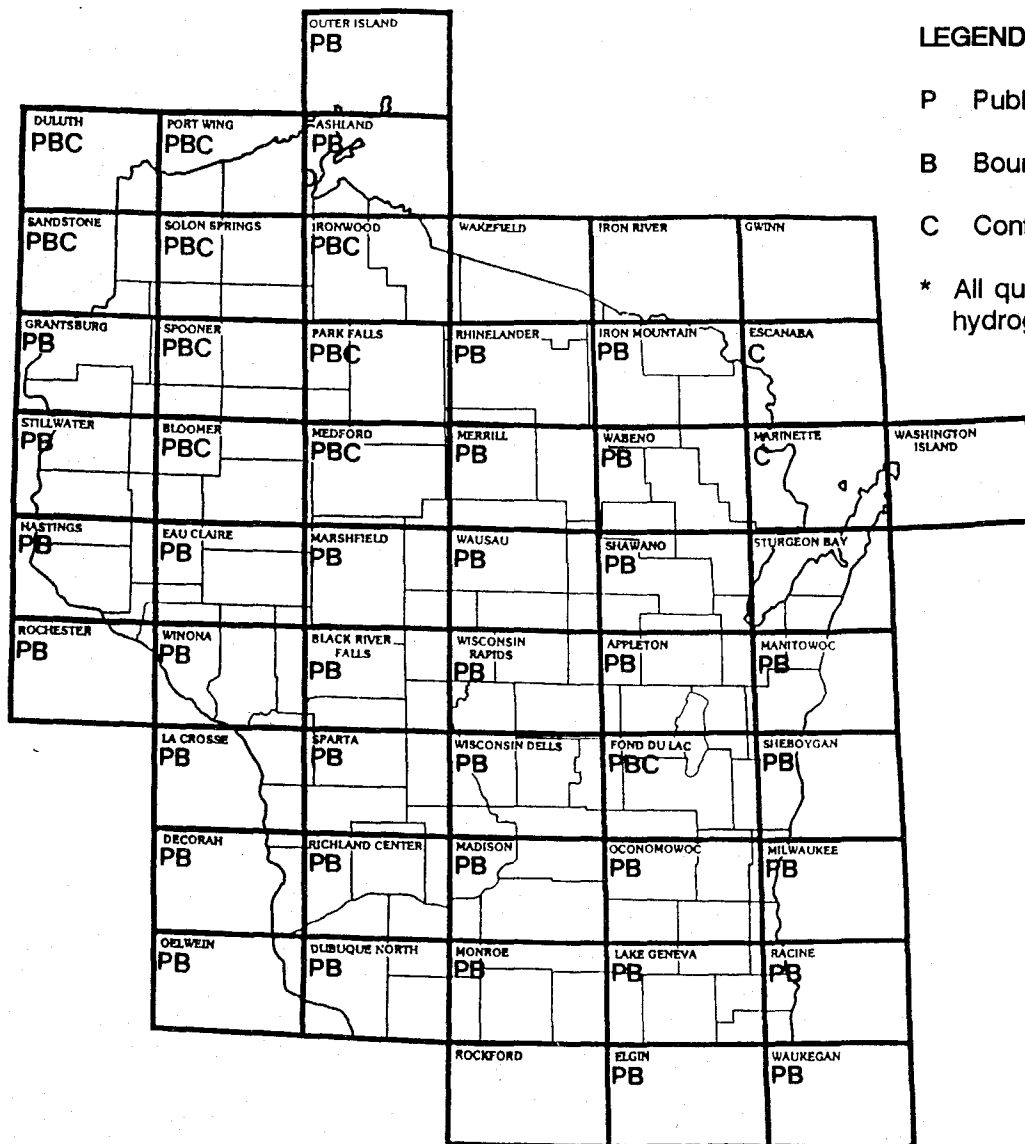 OUTER ISLAND
PB
LEGEND
P Publ
B Boun
C Conf
* All qu
hydrog
DULUTH
PBC
PORT WING
PBC
ASHLAND
PB
SANDSTONE
PBC
SOLON SPRINGS
PBC
IRONWOOD
PBC
WAKEFIELD
IRON RIVER
GWINN
GRANTSBURG
PB
SPOONER
PBC
PARK FALLS
PBC
RHINELANDER
PB
IRON MOUNTAIN
PB
ESCANABA
C
STILLWATER
PB
BLOOMER
PBC
MEDFORD
PBC
MERRILL
PB
WABENO
PB
MARINETTE
C
WASHINGTON
ISLAND
HASTINGS
PB
EAU CLAIRE
PB
MARSHFIELD
PB
WAUSAU
PB
SHAWANO
PB
STURGEON BAY
ROCHESTER
PB
WINONA
PB
BLACK RIVER
FALLS
PB
WISCONSIN
RAPIDS
PB
APPLETON
PB
MANITOWOC
PB
LA CROSSE
PB
SPARTA
PB
WISCONSIN DELLS
PB
FOND DU LAC
PBC
SHEBOYGAN
PB
DECORAH
PB
RICHLAND CENTER
PB
MADISON
PB
OCONOMOWOC
PB
MILWAUKEE
PB
OELWEIN
PB
DUBUQUE NORTH
PB
MONROE
PB
LAKE GENEVA
PB
RACINE
PB
ROCKFORD
ELGIN
PB
WAUKEGAN
PB